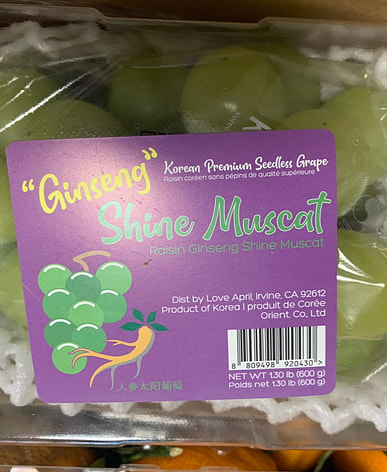 "Ginseng"
Korean Premium Seedless Grape
Raisin coréen sans pépins de qualité supérieure
Shine Muscat
Raisin Ginseng Shine Muscat
Dist by Love April, Irvine, CA 92612
Product of Korea | produit de Corée
Orient. Co., Ltd
8 809498 920430 >
NET WT 1.30 lb (600 g)
Poids net 1.30 lb (600 g)
人参太阳葡萄